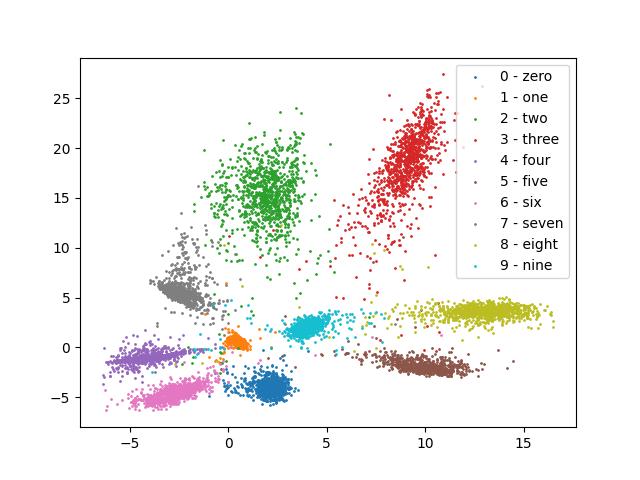 25
20
15
10
5
0
−5
−5
0
5
10
15
0 - zero
1 - one
2 - two
3 - three
4 - four
5 - five
6 - six
7 - seven
8 - eight
9 - nine